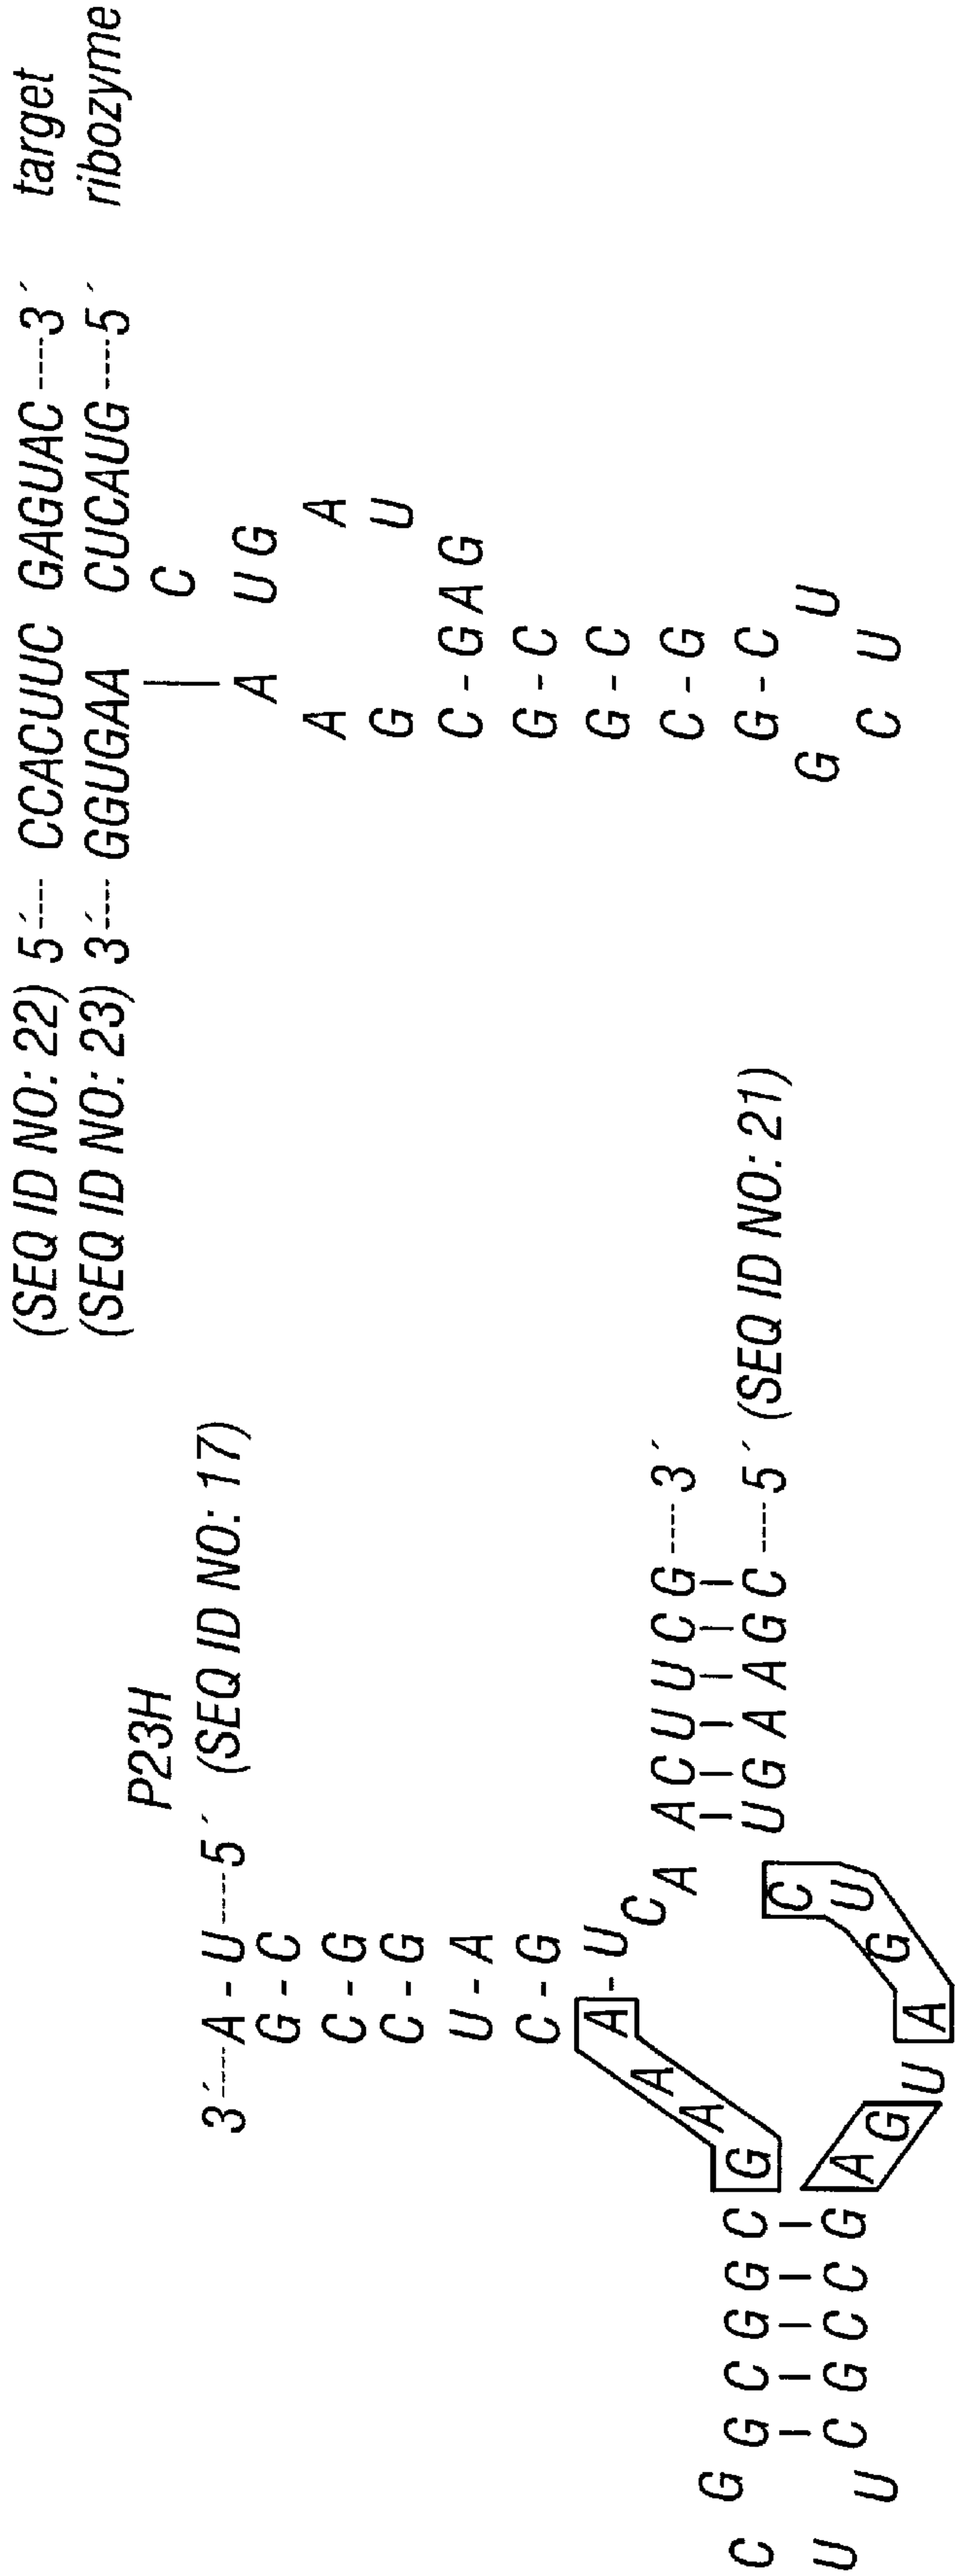 P23H
3´----A - U----5´ (SEQ ID NO: 17)
G - C
C - G
C - G
U - A
C - G
A - U
A C
A A A C U U C G ----3´
G
C G C G G C G U G A A G C ----5´ (SEQ ID NO: 21)
C
U C G C C G A U
U G G
U A
(SEQ ID NO: 22) 5´---- CCACUUC GAGUAC ----3´ target
(SEQ ID NO: 23) 3´---- GGUGAA CUCAUG ----5´ ribozyme
C
A U G
A A
G U
C - G A G
G - C
G - C
C - G
G - C
G U
C U